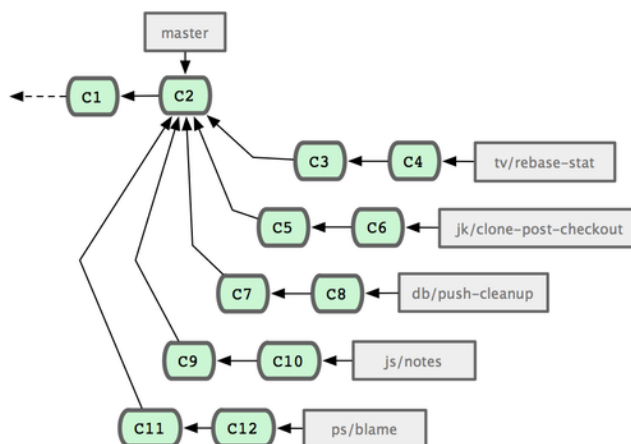 master
C1
C2
C3
C4
tv/rebase-stat
C5
C6
jk/clone-post-checkout
C7
C8
db/push-cleanup
C9
C10
js/notes
C11
C12
ps/blame